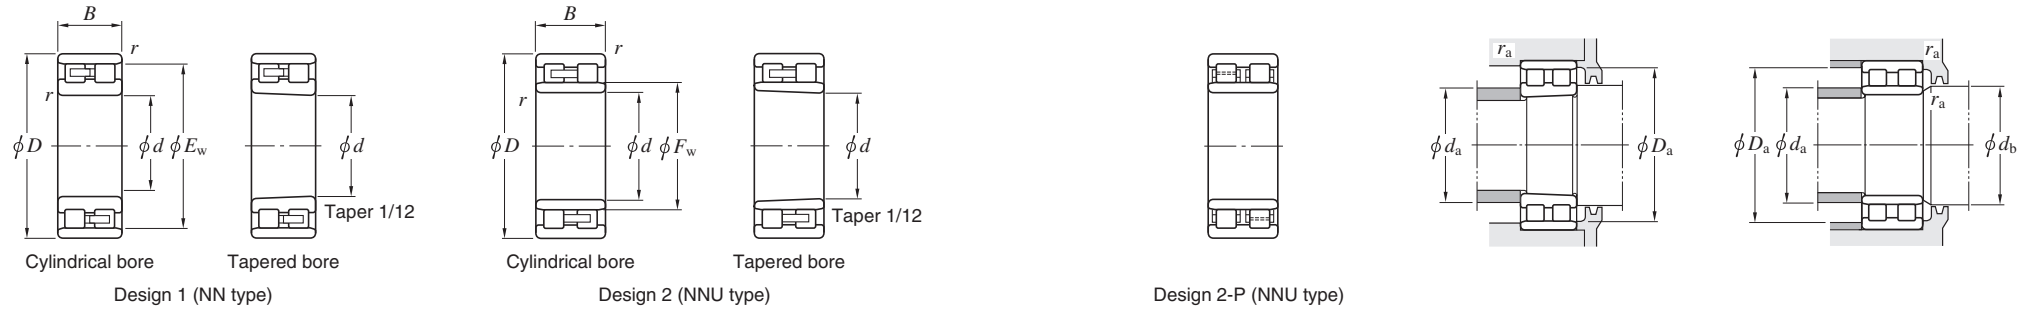 B
r
r
φD
φd
φEw
φd
Taper 1/12
Cylindrical bore
Tapered bore
Design 1 (NN type)
B
r
r
φD
φd
φFw
φd
Taper 1/12
Cylindrical bore
Tapered bore
Design 2 (NNU type)
Design 2-P (NNU type)
ra
φda
φDa
ra
ra
φDa
φda
φdb